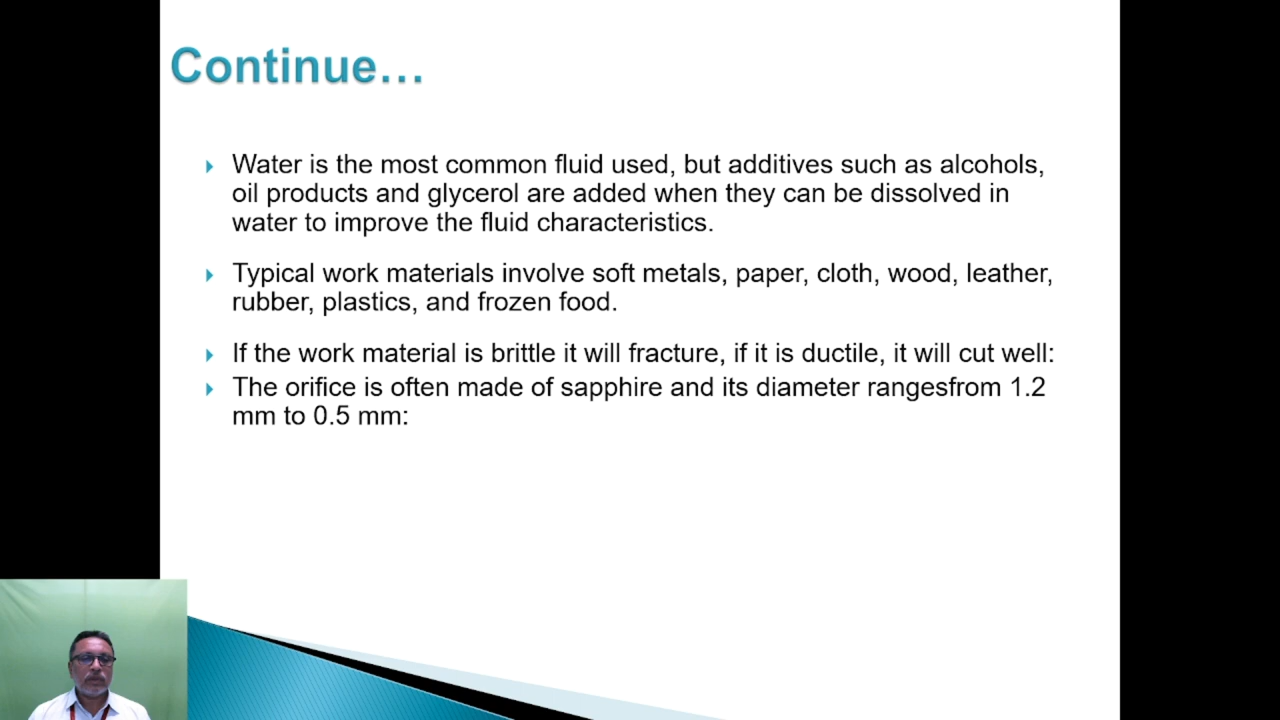 Continue…
Water is the most common fluid used, but additives such as alcohols,
oil products and glycerol are added when they can be dissolved in
water to improve the fluid characteristics.
Typical work materials involve soft metals, paper, cloth, wood, leather,
rubber, plastics, and frozen food.
If the work material is brittle it will fracture, if it is ductile, it will cut well:
The orifice is often made of sapphire and its diameter rangesfrom 1.2
mm to 0.5 mm: